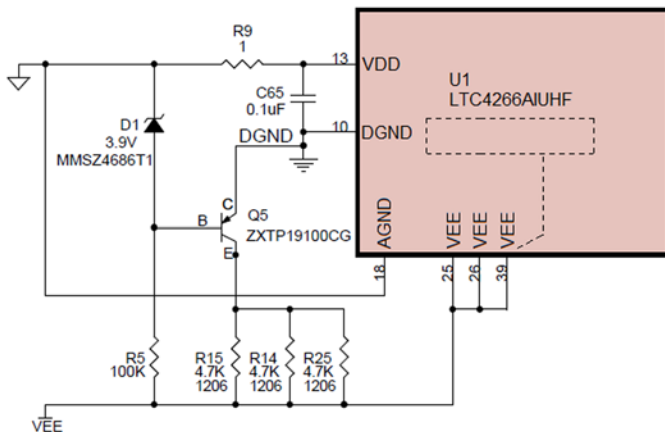 R9
1
13
VDD
U1
LTC4266AIUHF
C65
0.1uF
D1
3.9V
MMSZ4686T1
DGND
10
DGND
C
Q5
B
ZXTP19100CG
E
AGND
VEE
VEE
VEE
18
25
26
39
R5
100K
R15
4.7K
1206
R14
4.7K
1206
R25
4.7K
1206
VEE